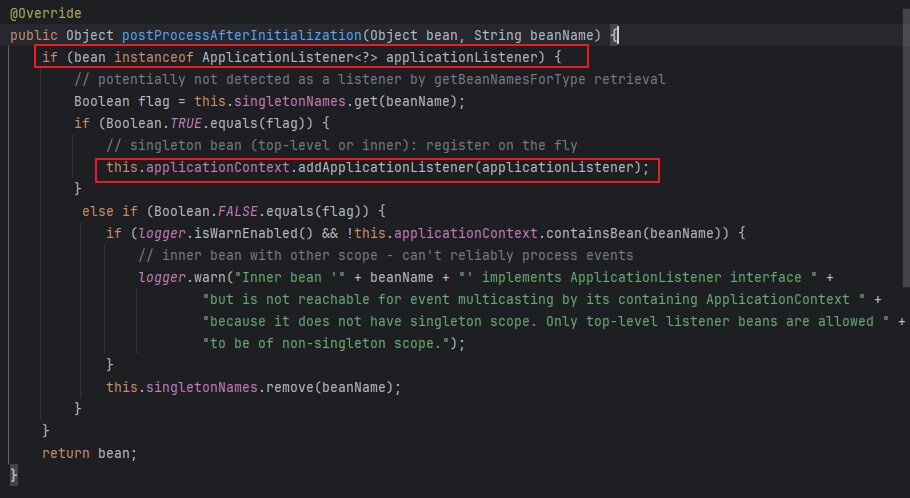 @Override
public Object postProcessAfterInitialization(Object bean, String beanName) {
if (bean instanceof ApplicationListener<?> applicationListener) {
// potentially not detected as a listener by getBeanNamesForType retrieval
Boolean flag = this.singletonNames.get(beanName);
if (Boolean.TRUE.equals(flag)) {
// singleton bean (top-level or inner): register on the fly
this.applicationContext.addApplicationListener(applicationListener);
}
else if (Boolean.FALSE.equals(flag)) {
if (logger.isWarnEnabled() && !this.applicationContext.containsBean(beanName)) {
// inner bean with other scope - can't reliably process events
logger.warn("Inner bean '" + beanName + "' implements ApplicationListener interface " +
"but is not reachable for event multicasting by its containing ApplicationContext " +
"because it does not have singleton scope. Only top-level listener beans are allowed " +
"to be of non-singleton scope.");
}
this.singletonNames.remove(beanName);
}
}
return bean;
}